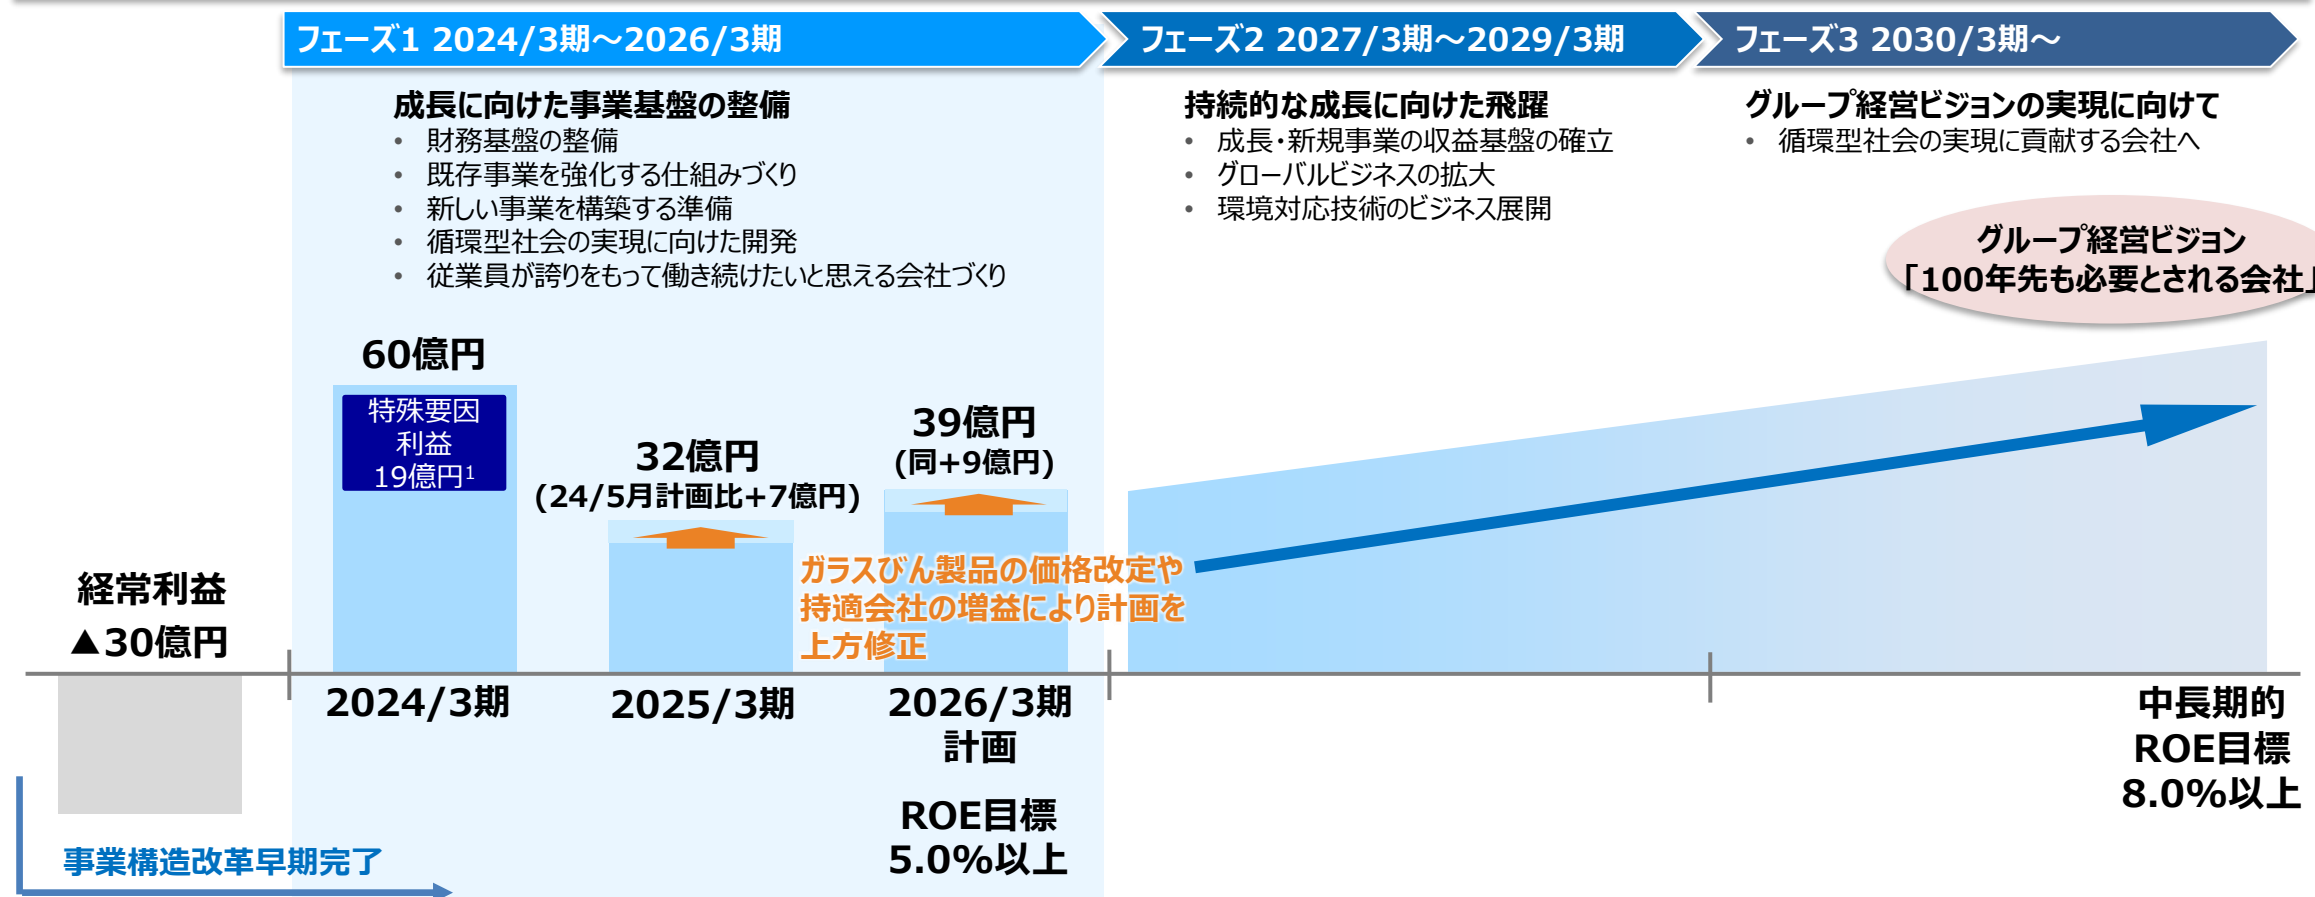 フェーズ1 2024/3期～2026/3期
フェーズ2 2027/3期～2029/3期
フェーズ3 2030/3期～
成長に向けた事業基盤の整備
• 財務基盤の整備
• 既存事業を強化する仕組みづくり
• 新しい事業を構築する準備
• 循環型社会の実現に向けた開発
• 従業員が誇りをもって働き続けたいと思える会社づくり
持続的な成長に向けた飛躍
• 成長・新規事業の収益基盤の確立
• グローバルビジネスの拡大
• 環境対応技術のビジネス展開
グループ経営ビジョンの実現に向けて
• 循環型社会の実現に貢献する会社へ
グループ経営ビジョン
「100年先も必要とされる会社」
60億円
特殊要因
利益
19億円1
32億円
(24/5月計画比+7億円)
39億円
(同+9億円)
ガラスびん製品の価格改定や
持適会社の増益により計画を
上方修正
経常利益
▲30億円
2024/3期
2025/3期
2026/3期
計画
ROE目標
5.0%以上
中長期的
ROE目標
8.0%以上
事業構造改革早期完了